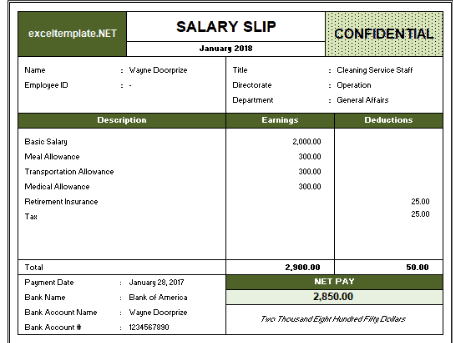 exceltemplate.NET
SALARY SLIP
January 2018
CONFIDENTIAL
Name : Wayne Doorprize Title : Cleaning Service Staff
Employee ID : - Directorate : Operation
Department : General Affairs
Description Earnings Deductions
Basic Salary 2,000.00
Meal Allowance 300.00
Transportation Allowance 300.00
Medical Allowance 300.00
Retirement Insurance 25.00
Tax 25.00
Total 2,900.00 50.00
Payment Date : January 28, 2017 NET PAY
Bank Name : Bank of America 2,850.00
Bank Account Name : Wayne Doorprize Two Thousand Eight Hundred Fifty Dollars
Bank Account # : 1234567890